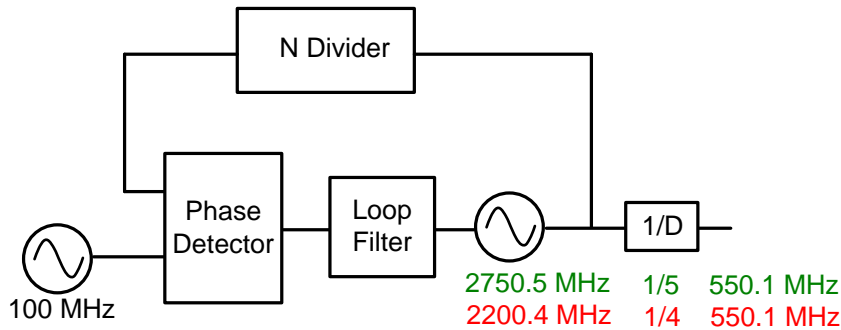 N Divider
Phase
Detector
Loop
Filter
1/D
100 MHz
2750.5 MHz 1/5 550.1 MHz
2200.4 MHz 1/4 550.1 MHz